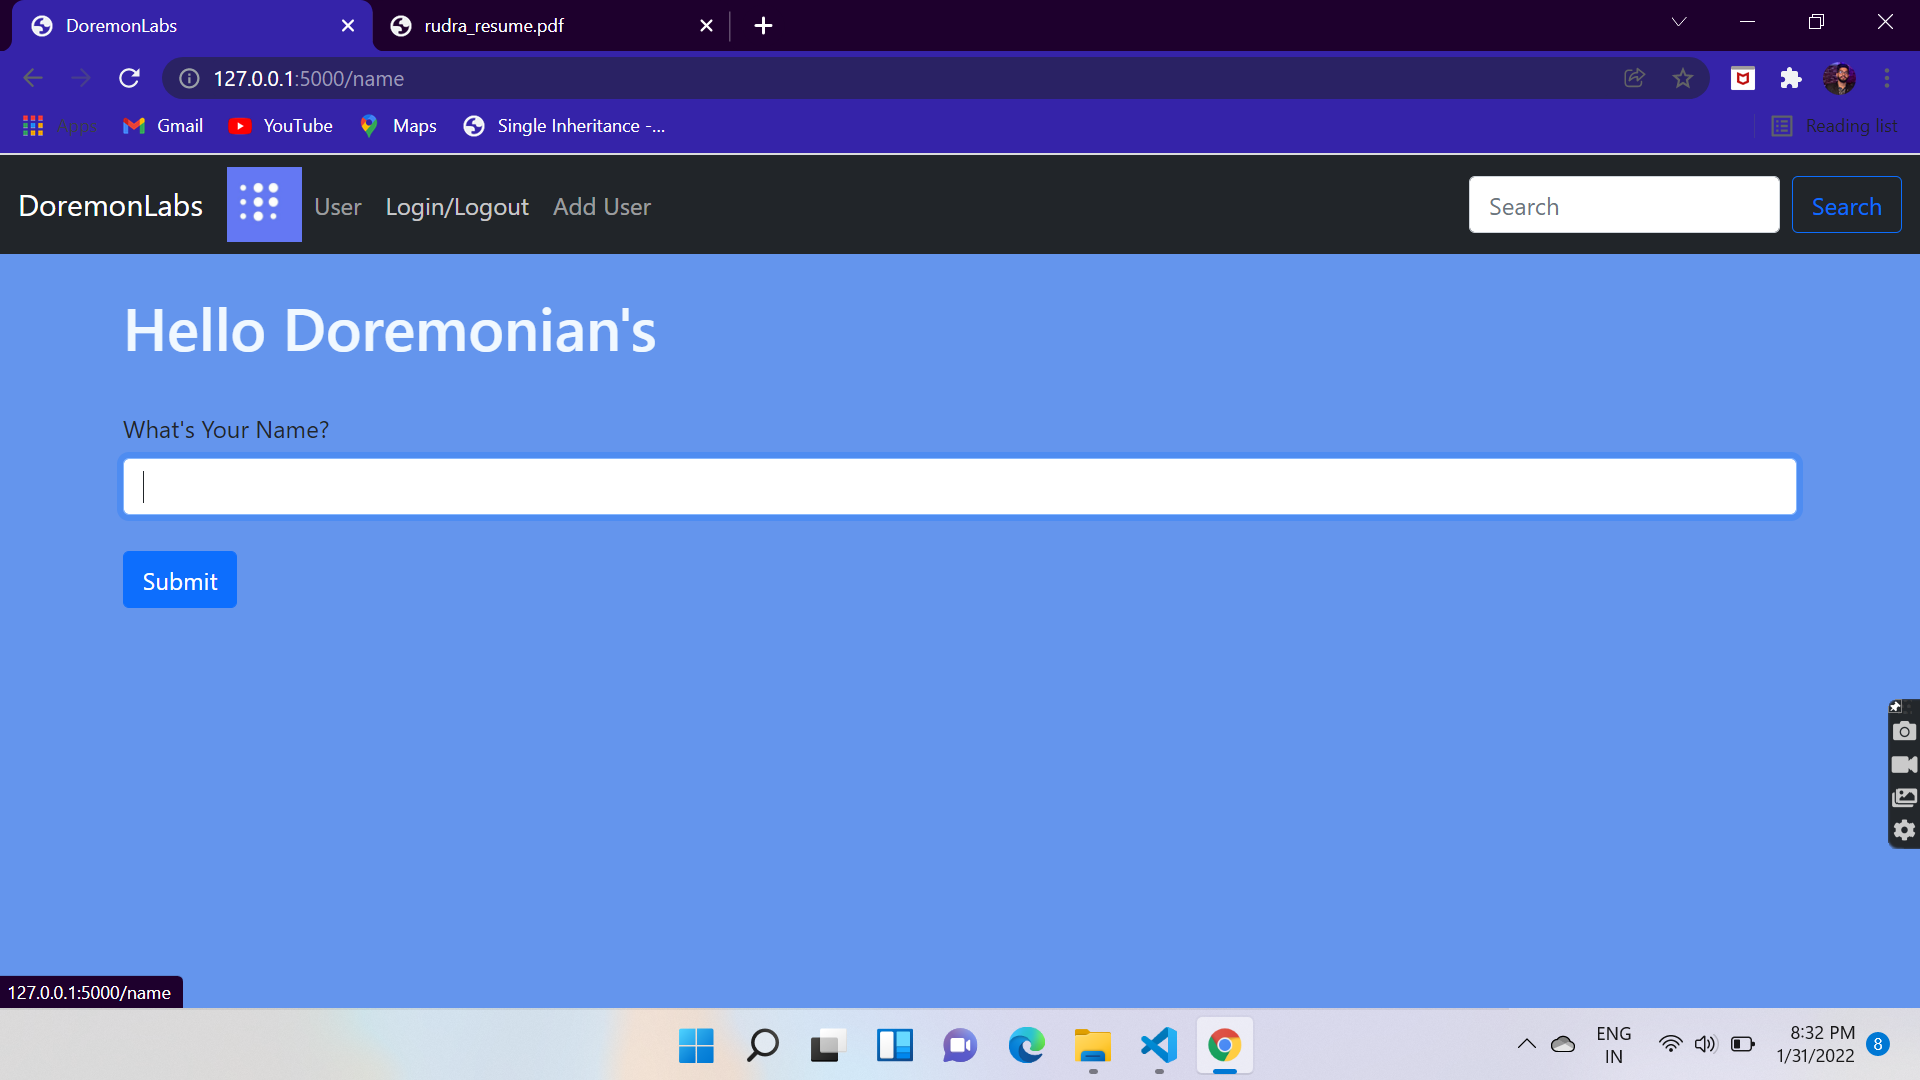 DoremonLabs
rudra_resume.pdf
127.0.0.1:5000/name
Apps
Gmail
YouTube
Maps
Single Inheritance -...
Reading list
DoremonLabs
User
Login/Logout
Add User
Search
Search
Hello Doremonian's
What's Your Name?
Submit
127.0.0.1:5000/name
ENG
IN
8:32 PM
1/31/2022
8